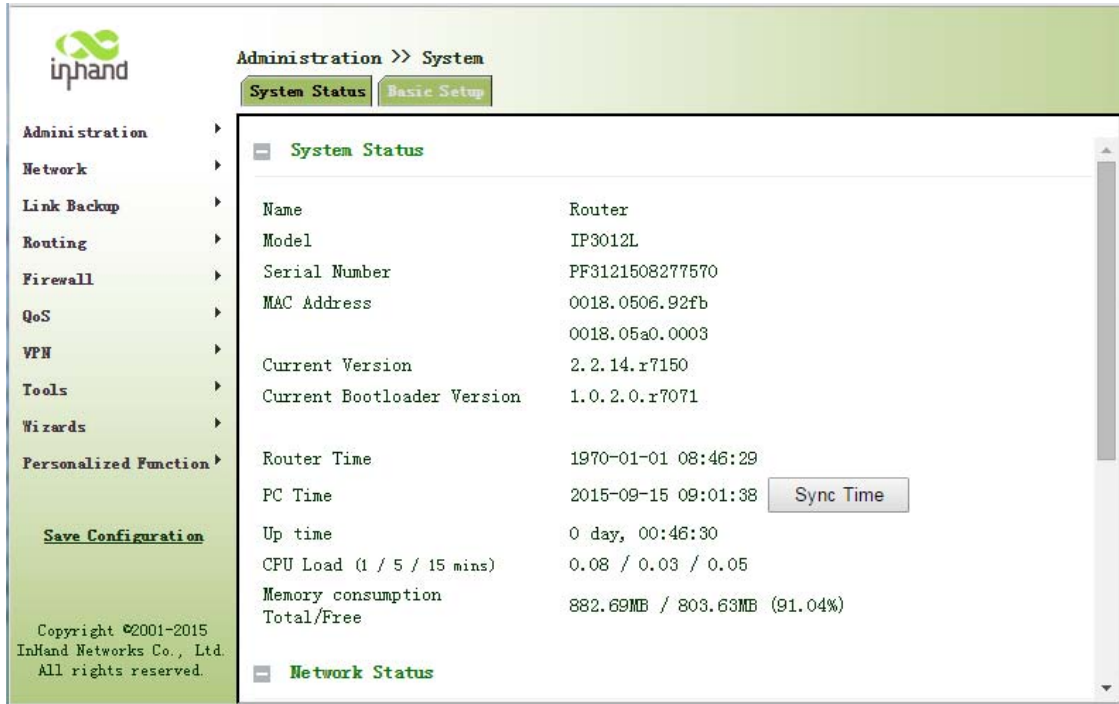 inhand
Administration >> System
System Status Basic Setup
Administration
Network
Link Backup
Routing
Firewall
QoS
VPN
Tools
Wizards
Personalized Function
Save Configuration
Copyright ©2001-2015
InHand Networks Co., Ltd.
All rights reserved.
System Status
Name Router
Model IP3012L
Serial Number PF3121508277570
MAC Address 0018.0506.92fb
0018.05a0.0003
Current Version 2.2.14.r7150
Current Bootloader Version 1.0.2.0.r7071
Router Time 1970-01-01 08:46:29
PC Time 2015-09-15 09:01:38 Sync Time
Up time 0 day, 00:46:30
CPU Load (1 / 5 / 15 mins) 0.08 / 0.03 / 0.05
Memory consumption
Total/Free 882.69MB / 803.63MB (91.04%)
Network Status